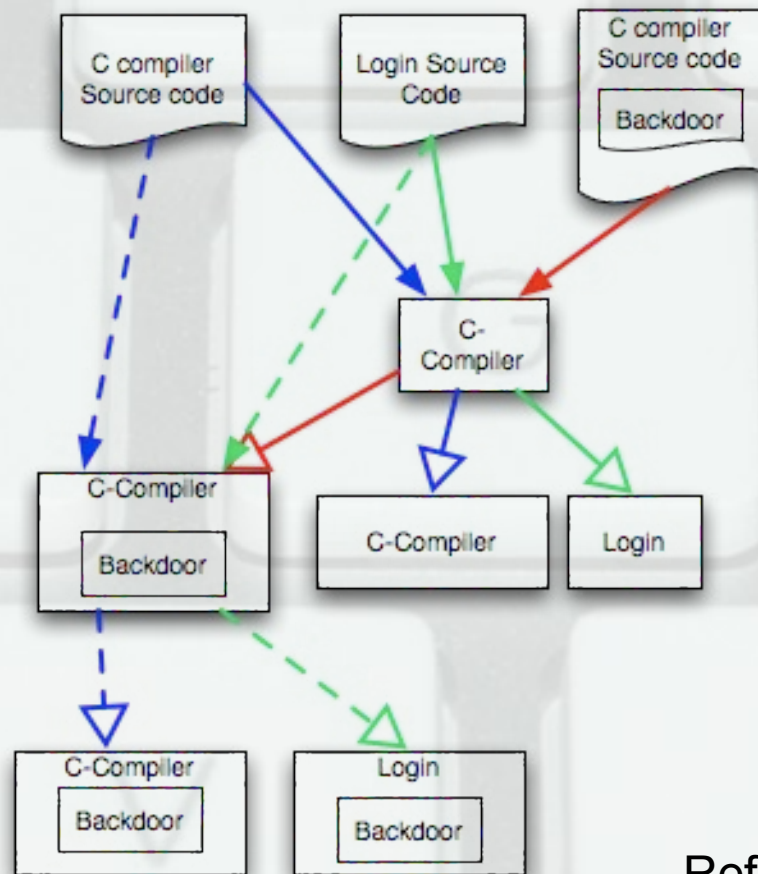 C compiler
Source code
Login Source
Code
C compiler
Source code
Backdoor
C-
Compiler
C-Compiler
Backdoor
C-Compiler
Login
C-Compiler
Backdoor
Login
Backdoor